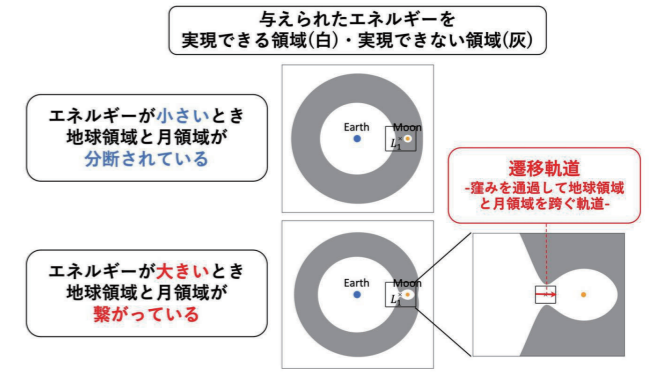 与えられたエネルギーを
実現できる領域(白)・実現できない領域(灰)
エネルギーが小さいとき
地球領域と月領域が
分断されている
Earth
Moon
L1
遷移軌道
-窪みを通過して地球領域
と月領域を跨ぐ軌道-
エネルギーが大きいとき
地球領域と月領域が
繋がっている
Earth
Moon
L1